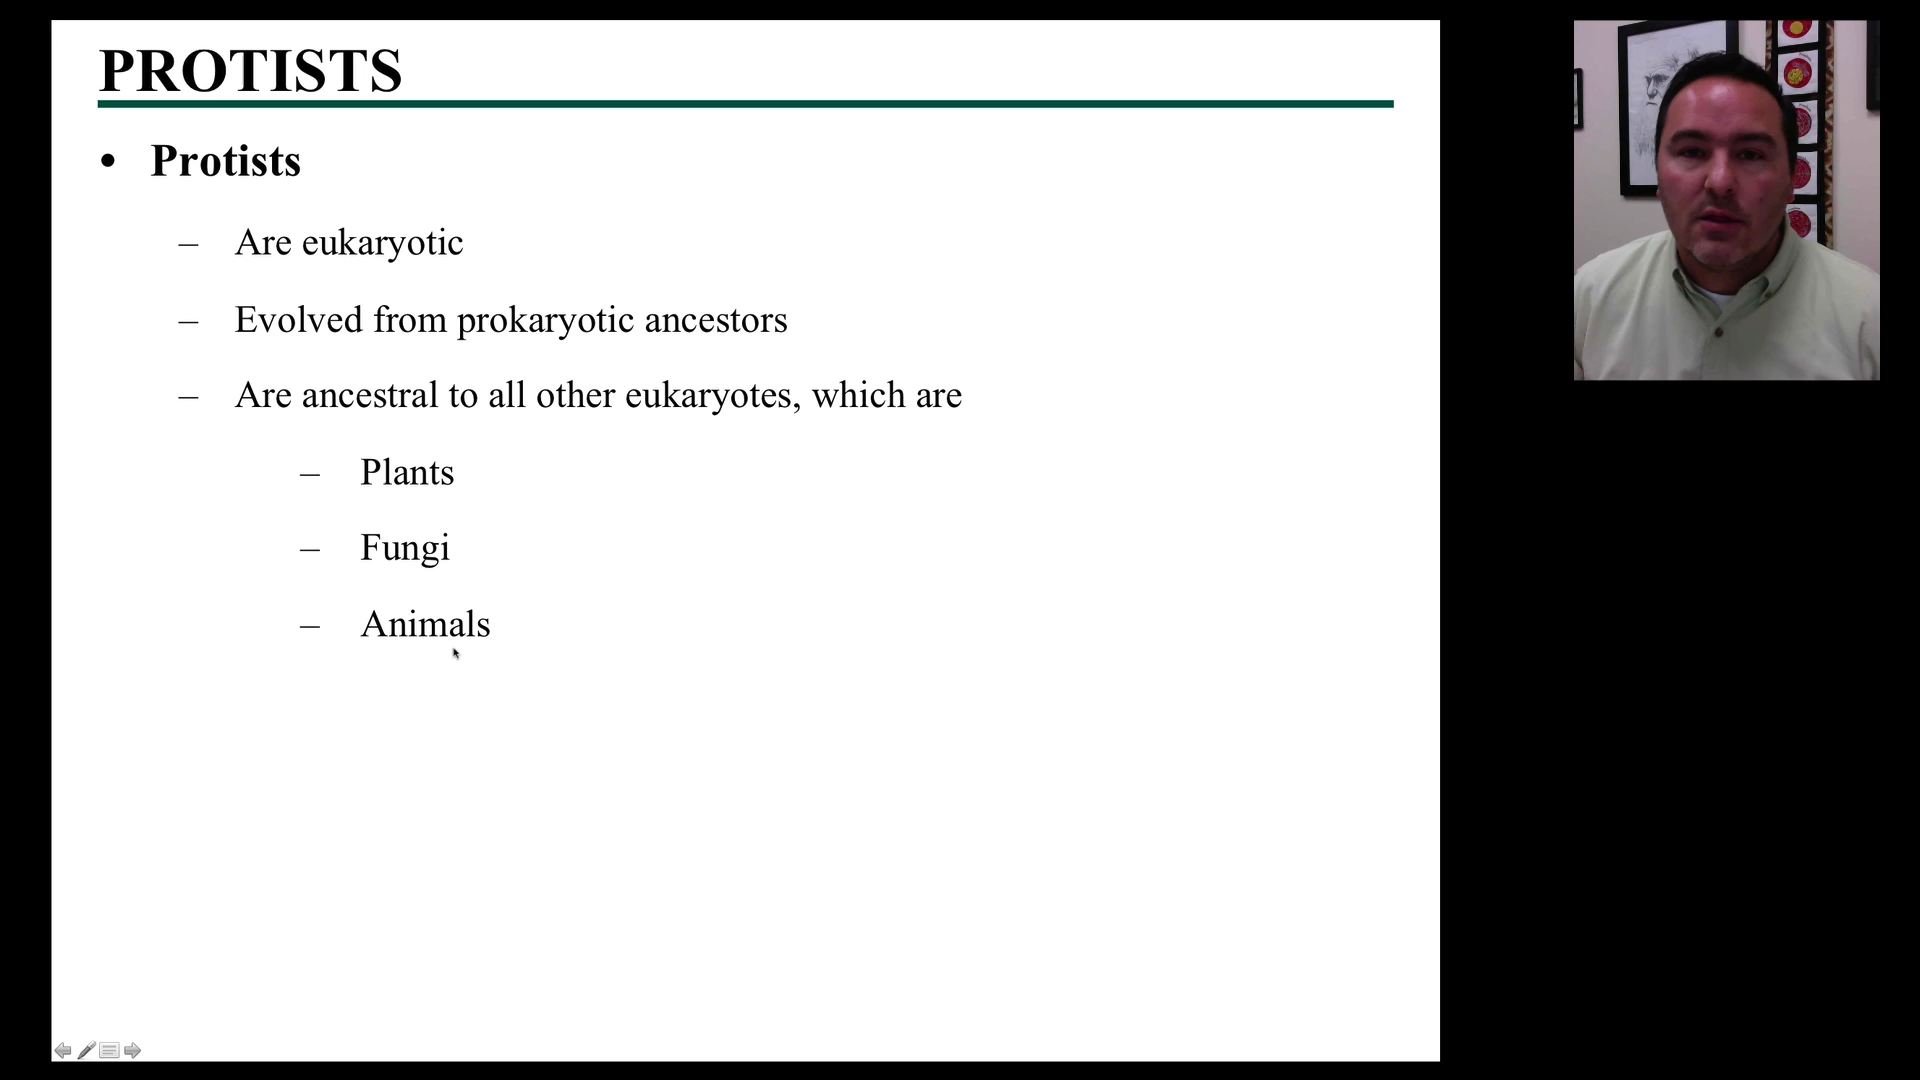 PROTISTS
• Protists
– Are eukaryotic
– Evolved from prokaryotic ancestors
– Are ancestral to all other eukaryotes, which are
– Plants
– Fungi
– Animals